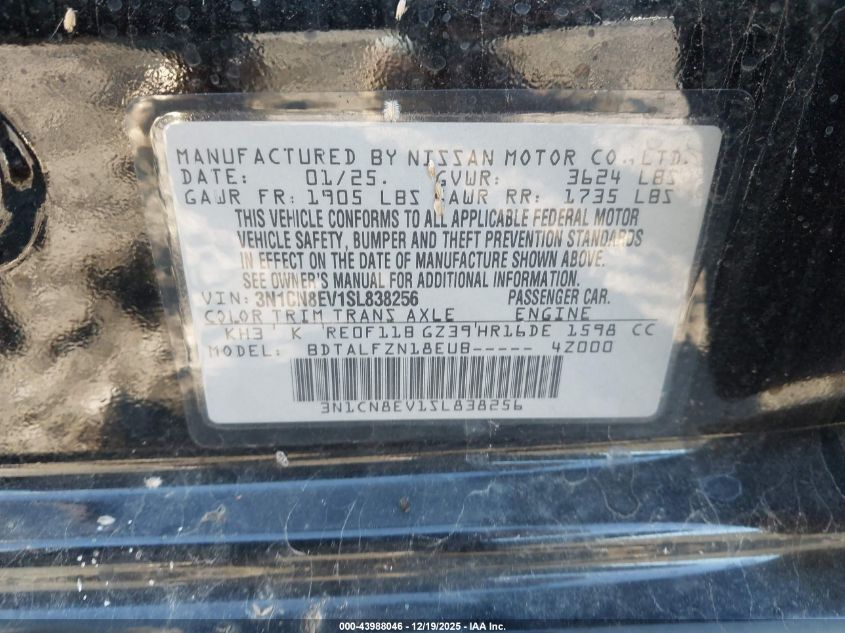 MANUFACTURED BY NISSAN MOTOR CO., LTD.
DATE: 01/25. GVWR: 3624 LBS
GAWR FR: 1905 LBS GAWR RR: 1735 LBS
THIS VEHICLE CONFORMS TO ALL APPLICABLE FEDERAL MOTOR
VEHICLE SAFETY, BUMPER AND THEFT PREVENTION STANDARDS
IN EFFECT ON THE DATE OF MANUFACTURE SHOWN ABOVE.
SEE OWNER'S MANUAL FOR ADDITIONAL INFORMATION.
VIN: 3N1CN8EV1SL838256 PASSENGER CAR.
COLOR TRIM TRANS AXLE ENGINE
KH3' K 'RE0F11B GZ39'HR16DE 1598 CC
MODEL: BDTALFZN18EUB----- 4Z000
3N1CN8EV1SL838256
000-43988046 - 12/19/2025 - IAA Inc.